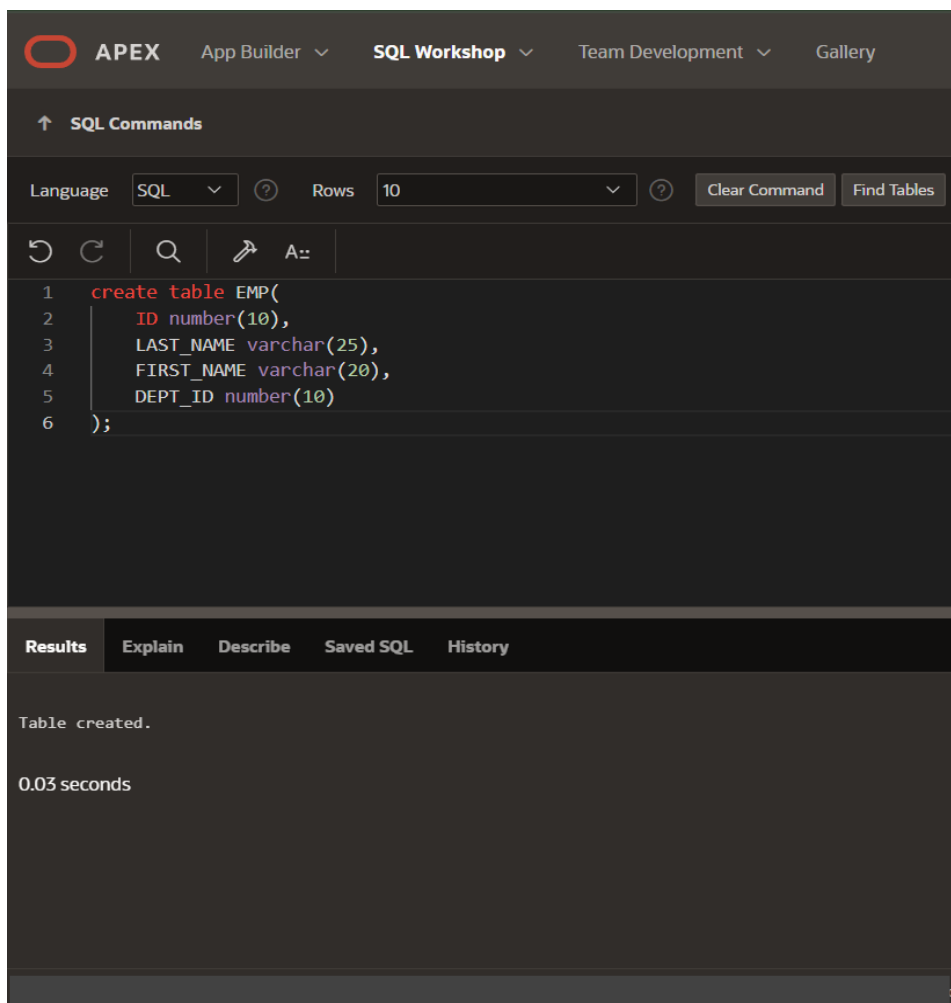 APEX App Builder SQL Workshop Team Development Gallery
SQL Commands
Language SQL ? Rows 10 ? Clear Command Find Tables
A::
1 create table EMP(
2 ID number(10),
3 LAST_NAME varchar(25),
4 FIRST_NAME varchar(20),
5 DEPT_ID number(10)
6 );
Results Explain Describe Saved SQL History
Table created.
0.03 seconds